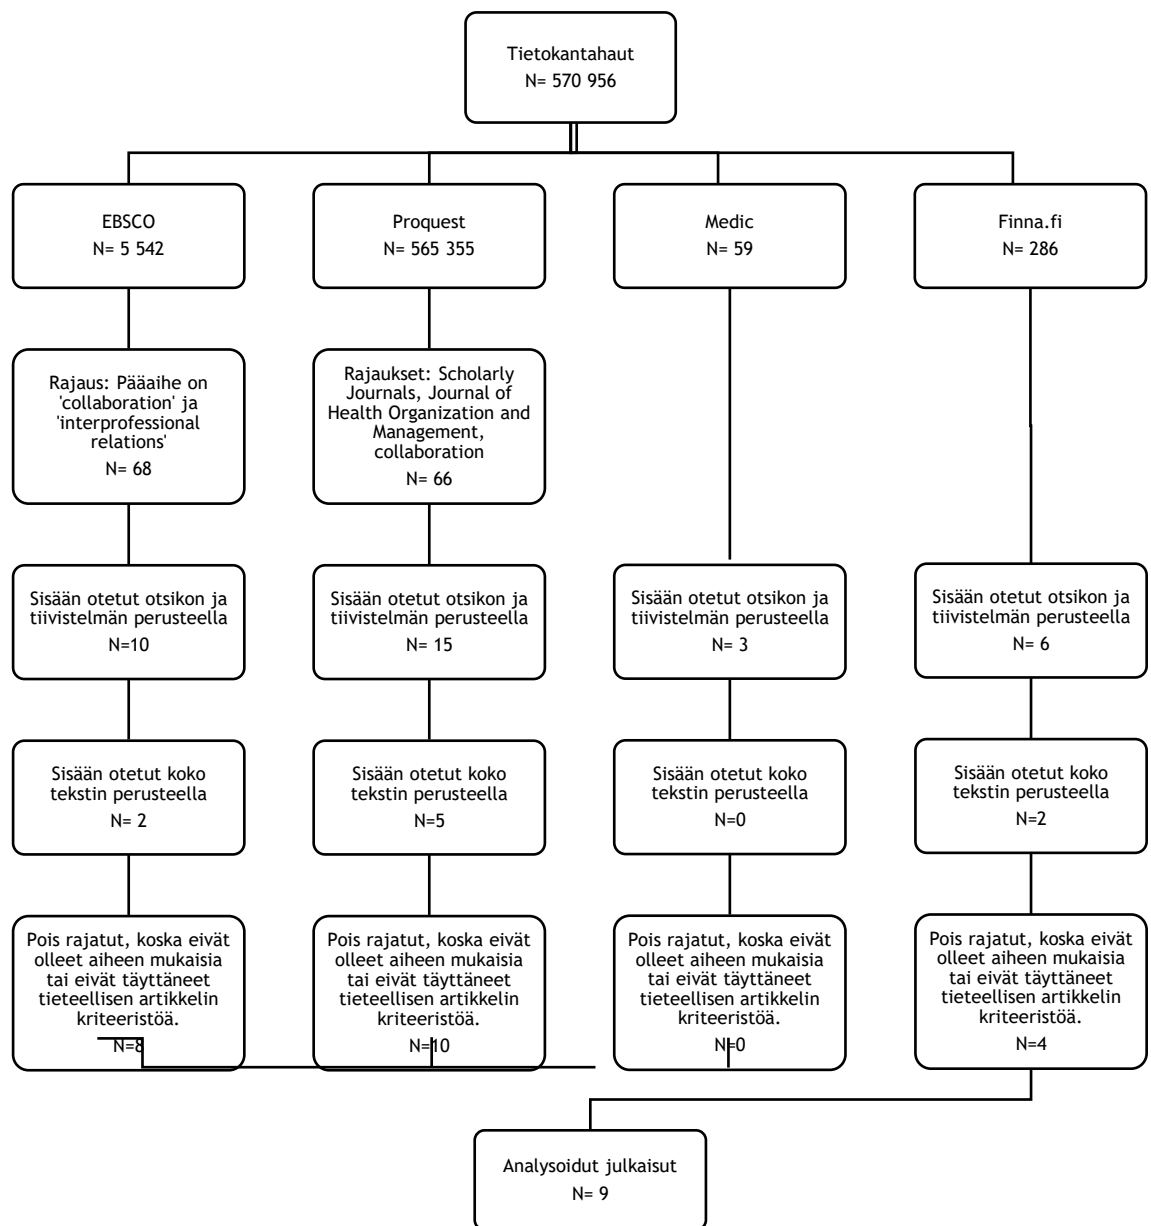 Tietokantahaut
N= 570 956
EBSCO
N= 5 542
Proquest
N= 565 355
Medic
N= 59
Finna.fi
N= 286
Rajaus: Pääaihe on
'collaboration' ja
'interprofessional
relations'
N= 68
Rajaukset: Scholarly
Journals, Journal of
Health Organization and
Management,
collaboration
N= 66
Sisään otetut otsikon ja
tiivistelmän perusteella
N=10
Sisään otetut otsikon ja
tiivistelmän perusteella
N= 15
Sisään otetut otsikon ja
tiivistelmän perusteella
N= 3
Sisään otetut otsikon ja
tiivistelmän perusteella
N= 6
Sisään otetut koko
tekstin perusteella
N= 2
Sisään otetut koko
tekstin perusteella
N=5
Sisään otetut koko
tekstin perusteella
N=0
Sisään otetut koko
tekstin perusteella
N=2
Pois rajatut, koska eivät
olleet aiheen mukaisia
tai eivät täyttäneet
tieteellisen artikkelin
kriteeristöä.
N=8
Pois rajatut, koska eivät
olleet aiheen mukaisia
tai eivät täyttäneet
tieteellisen artikkelin
kriteeristöä.
N=10
Pois rajatut, koska eivät
olleet aiheen mukaisia
tai eivät täyttäneet
tieteellisen artikkelin
kriteeristöä.
N=0
Pois rajatut, koska eivät
olleet aiheen mukaisia
tai eivät täyttäneet
tieteellisen artikkelin
kriteeristöä.
N=4
Analysoidut julkaisut
N= 9